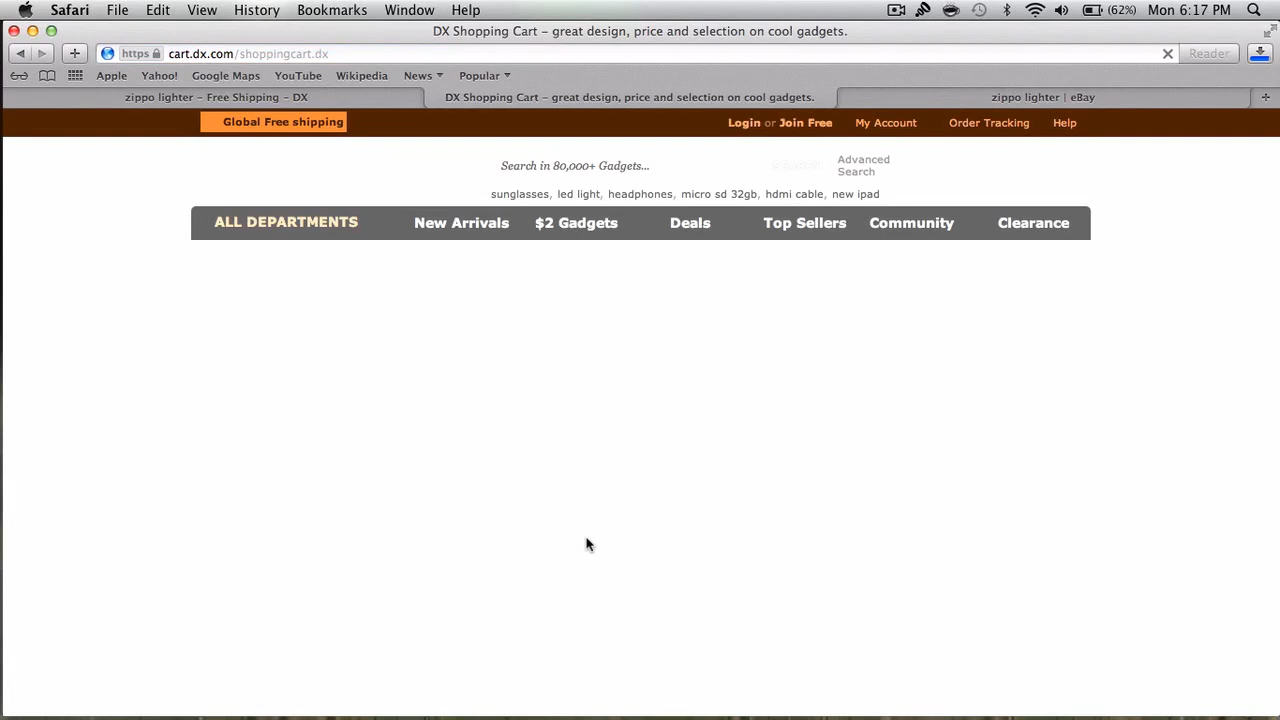 Safari File Edit View History Bookmarks Window Help (62%) Mon 6:17 PM
DX Shopping Cart – great design, price and selection on cool gadgets.
https cart.dx.com/shoppingcart.dx Reader
Apple Yahoo! Google Maps YouTube Wikipedia News Popular
zippo lighter – Free Shipping – DX DX Shopping Cart – great design, price and selection on cool gadgets. zippo lighter | eBay
Global Free shipping Login or Join Free My Account Order Tracking Help
Search in 80,000+ Gadgets... Advanced
Search
sunglasses, led light, headphones, micro sd 32gb, hdmi cable, new ipad
ALL DEPARTMENTS New Arrivals $2 Gadgets Deals Top Sellers Community Clearance